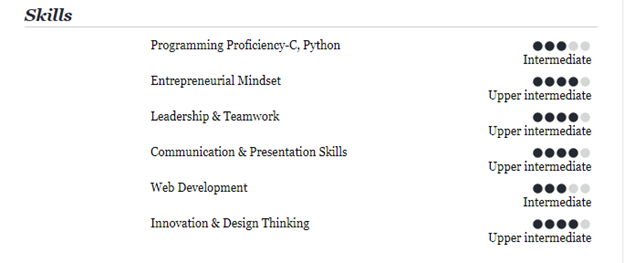 Skills
Programming Proficiency-C, Python
Intermediate
Entrepreneurial Mindset
Upper intermediate
Leadership & Teamwork
Upper intermediate
Communication & Presentation Skills
Upper intermediate
Web Development
Intermediate
Innovation & Design Thinking
Upper intermediate